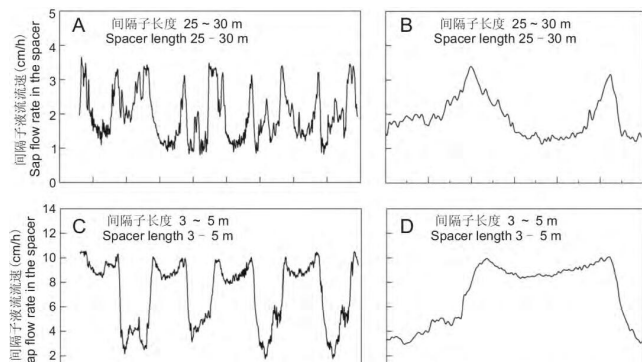 A
间隔子长度 25 ~ 30 m
Spacer length 25 – 30 m
B
间隔子长度 25 ~ 30 m
Spacer length 25 – 30 m
间隔子液流流速(cm/h)
Sap flow rate in the spacer
5
4
3
2
1
0
C
间隔子长度 3 ~ 5 m
Spacer length 3 – 5 m
D
间隔子长度 3 ~ 5 m
Spacer length 3 – 5 m
间隔子液流流速(cm/h)
Sap flow rate in the spacer
14
12
10
8
6
4
2